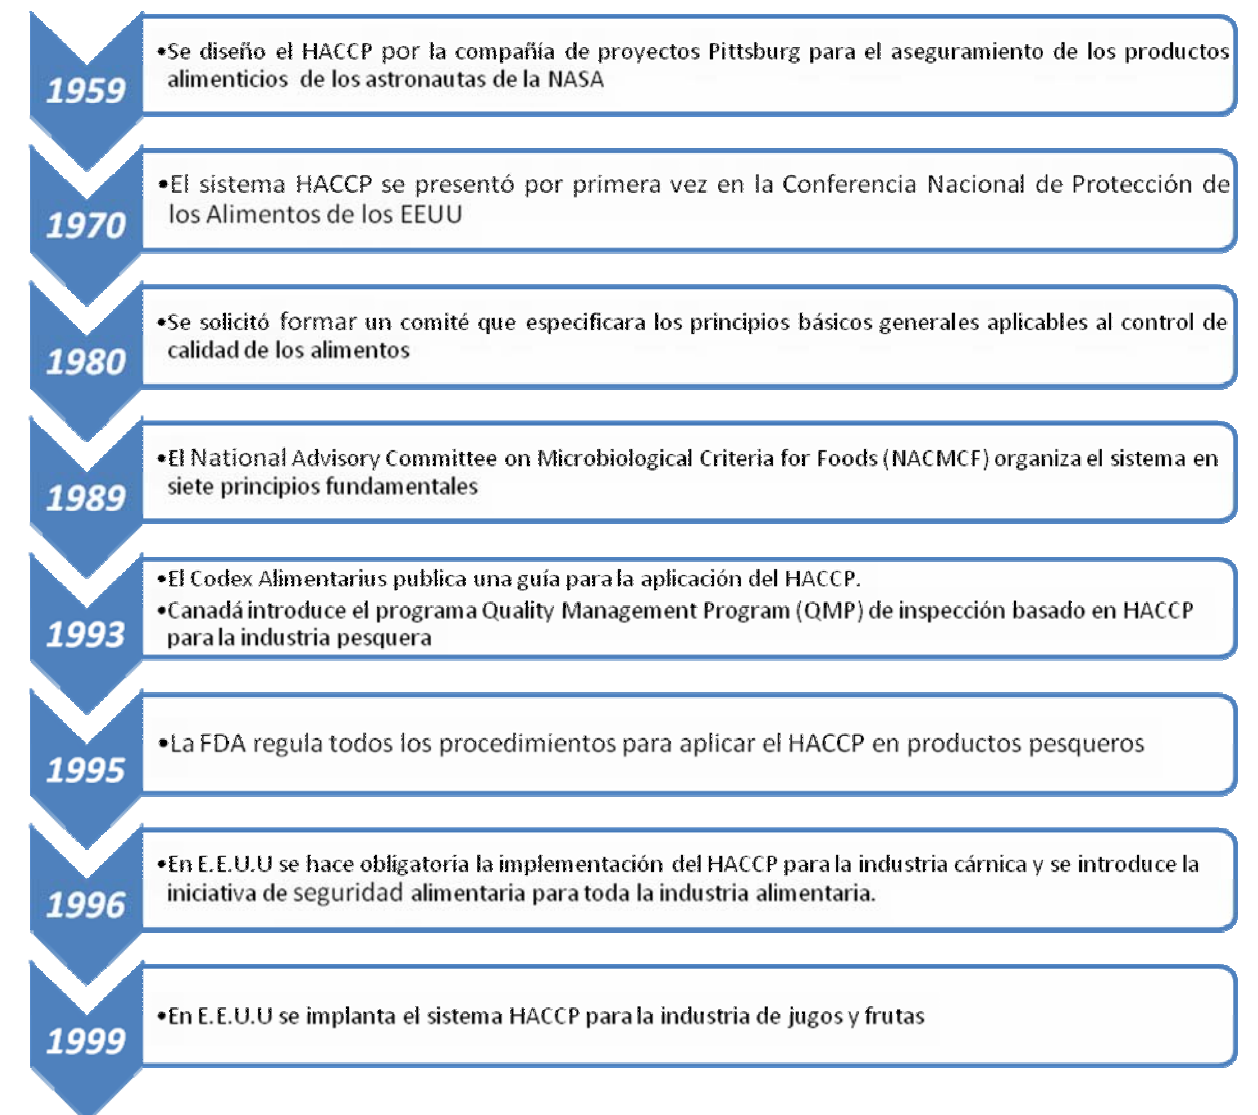 1959
•Se diseño el HACCP por la compañía de proyectos Pittsburg para el aseguramiento de los productos
alimenticios de los astronautas de la NASA
1970
•El sistema HACCP se presentó por primera vez en la Conferencia Nacional de Protección de
los Alimentos de los EEUU
1980
•Se solicitó formar un comité que especificara los principios básicos generales aplicables al control de
calidad de los alimentos
1989
•El National Advisory Committee on Microbiological Criteria for Foods (NACMCF) organiza el sistema en
siete principios fundamentales
1993
•El Codex Alimentarius publica una guía para la aplicación del HACCP.
•Canadá introduce el programa Quality Management Program (QMP) de inspección basado en HACCP
para la industria pesquera
1995
•La FDA regula todos los procedimientos para aplicar el HACCP en productos pesqueros
1996
•En E.E.U.U se hace obligatoria la implementación del HACCP para la industria cárnica y se introduce la
iniciativa de seguridad alimentaria para toda la industria alimentaria.
1999
•En E.E.U.U se implanta el sistema HACCP para la industria de jugos y frutas